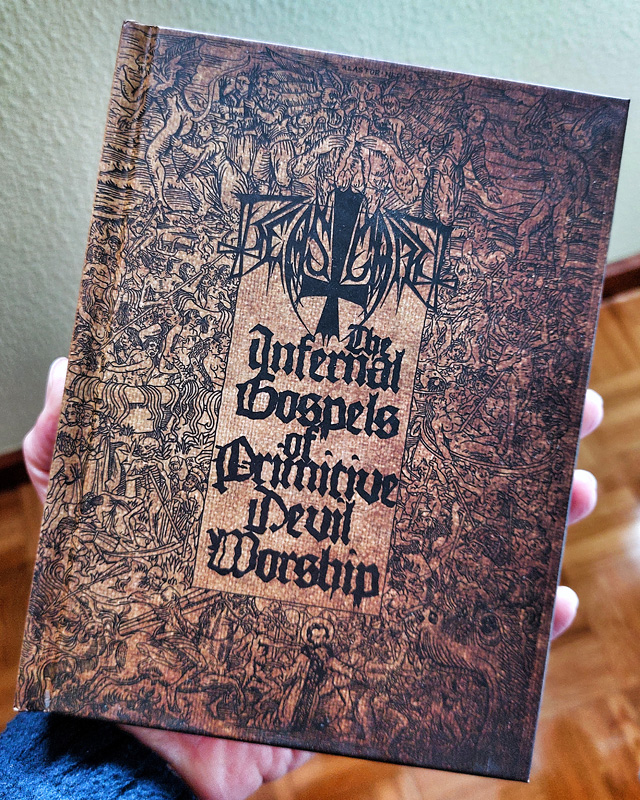 BEASTCRAFT
The
Infernal
Gospels
of
Primitive
Devil
Worship